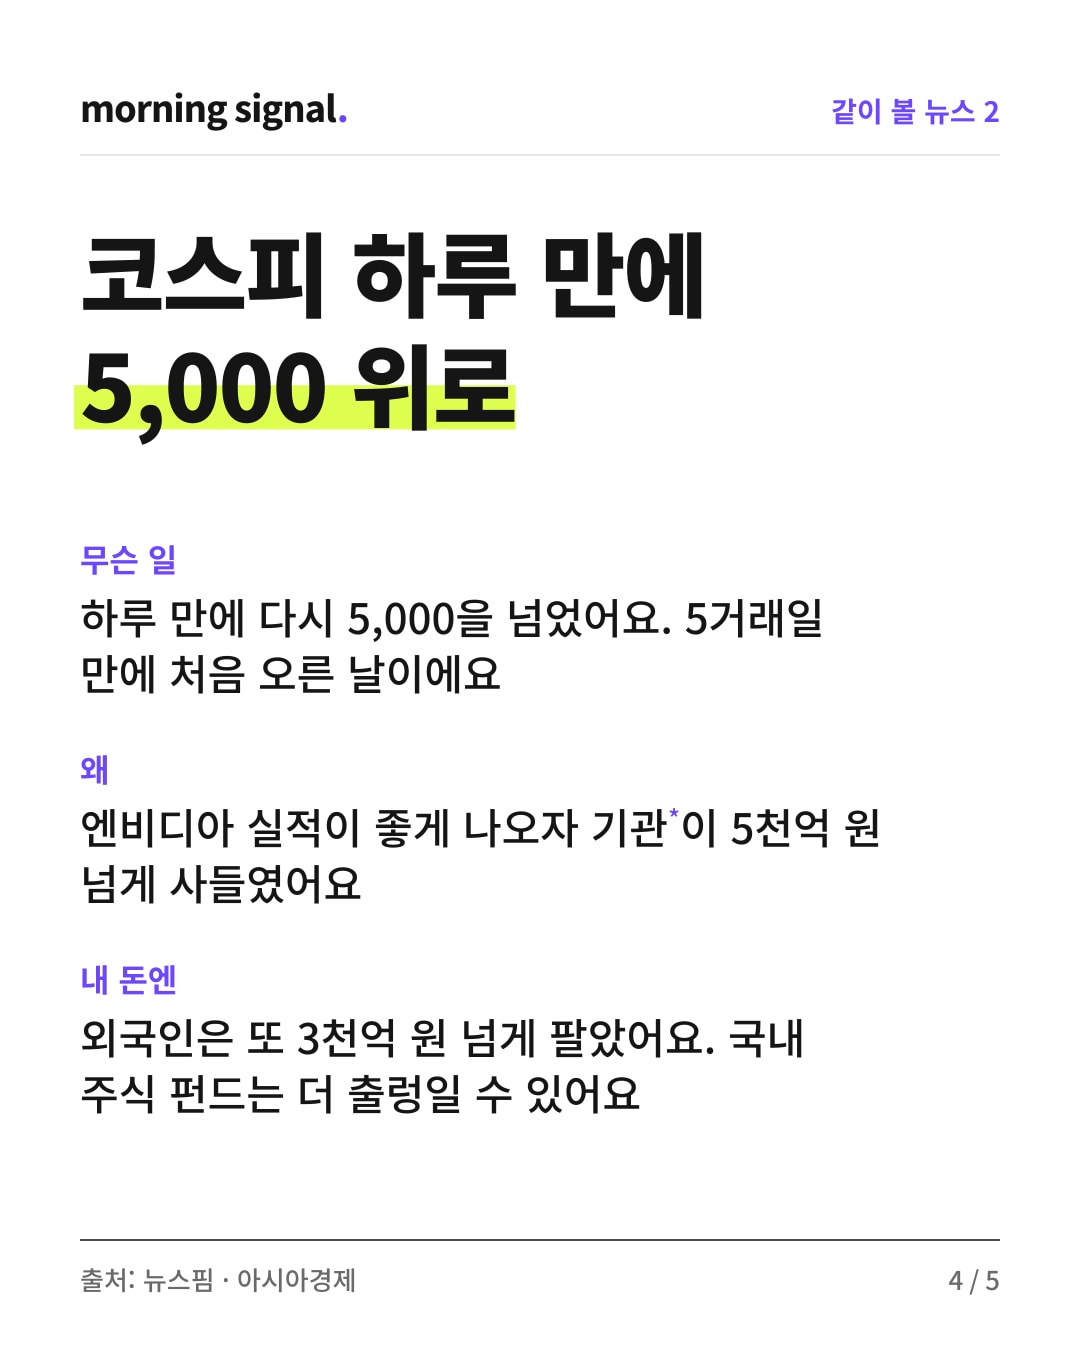 morning signal.
같이 볼 뉴스 2
코스피 하루 만에
5,000 위로
무슨 일
하루 만에 다시 5,000을 넘었어요. 5거래일
만에 처음 오른 날이에요
왜
엔비디아 실적이 좋게 나오자 기관*이 5천억 원
넘게 사들였어요
내 돈엔
외국인은 또 3천억 원 넘게 팔았어요. 국내
주식 펀드는 더 출렁일 수 있어요
출처: 뉴스핌 · 아시아경제
4 / 5